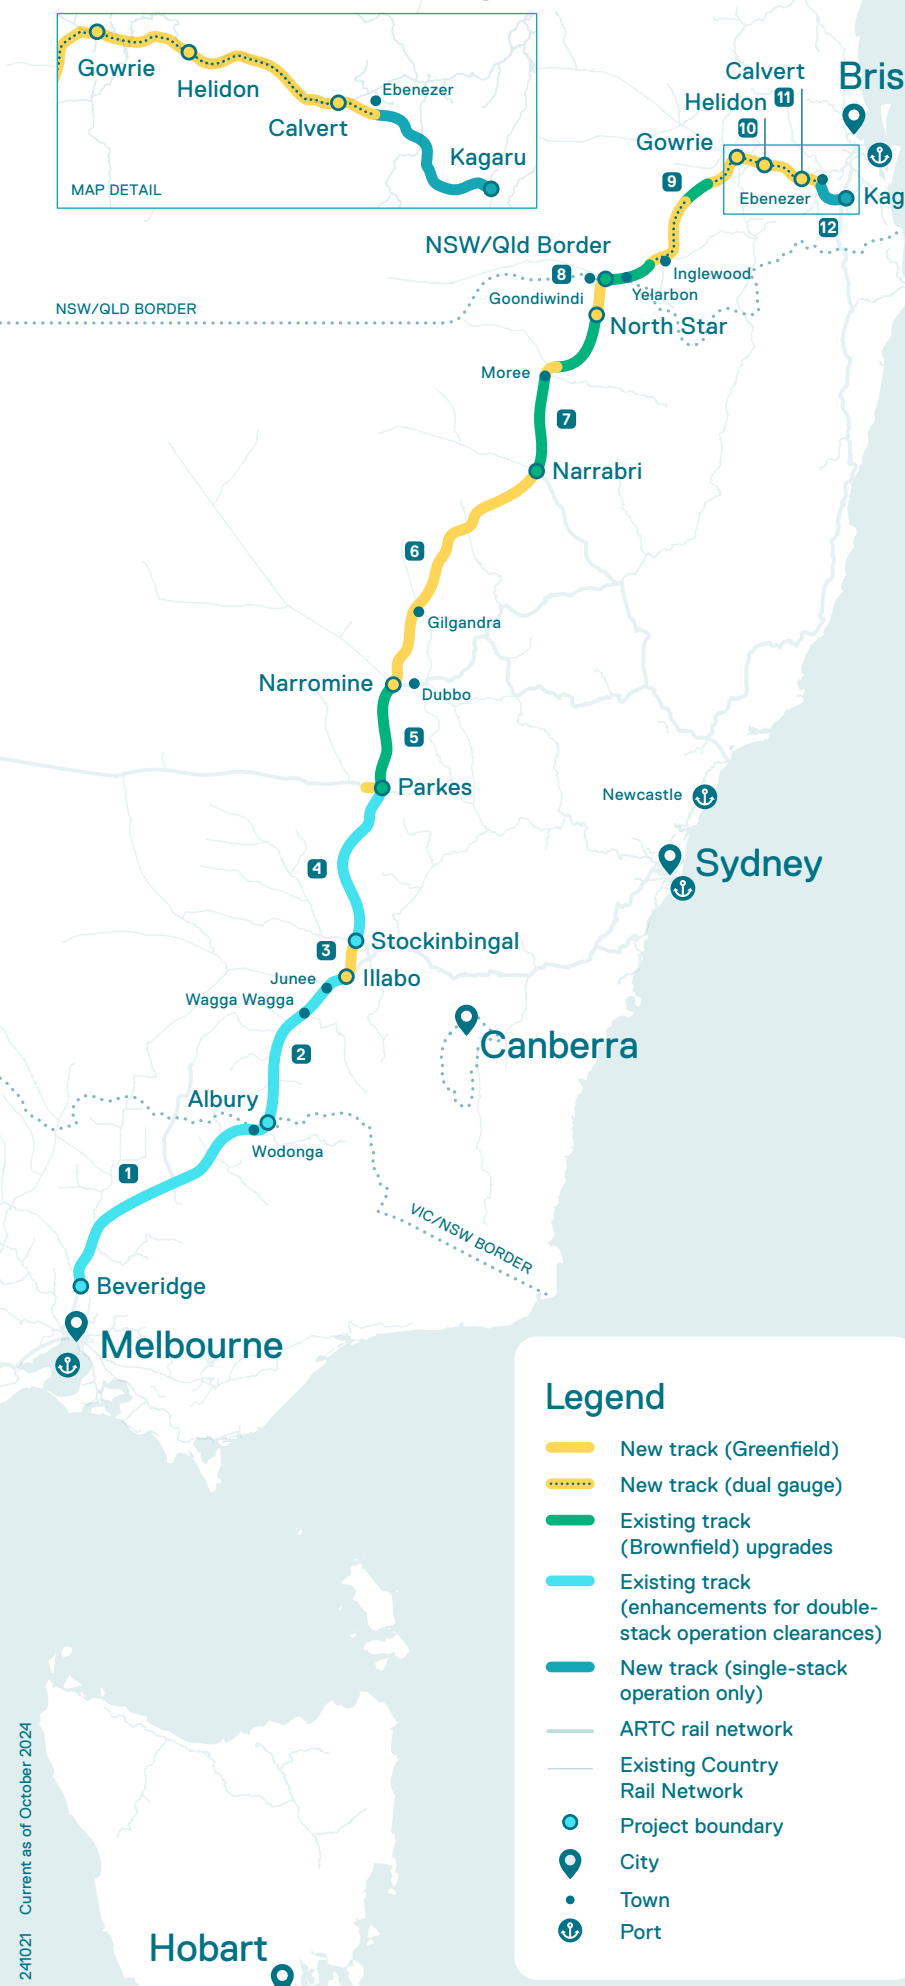 Gowrie
Helidon
Calvert
Ebenezer
Kagaru
MAP DETAIL
Calvert
11
Helidon
10
Gowrie
Bris
9
Ebenezer
Kag
12
NSW/Qld Border
8
Inglewood
Goondiwindi
Yelarbon
NSW/QLD BORDER
North Star
Moree
7
Narrabri
6
Gilgandra
Narromine
Dubbo
5
Parkes
Newcastle
4
Sydney
Stockinbingal
3
Junee
Illabo
Wagga Wagga
2
Canberra
Albury
Wodonga
1
VIC/NSW BORDER
Beveridge
Melbourne
Legend
New track (Greenfield)
New track (dual gauge)
Existing track
(Brownfield) upgrades
Existing track
(enhancements for double-
stack operation clearances)
New track (single-stack
operation only)
ARTC rail network
Existing Country
Rail Network
Project boundary
City
Town
Port
Hobart
241021 Current as of October 2024